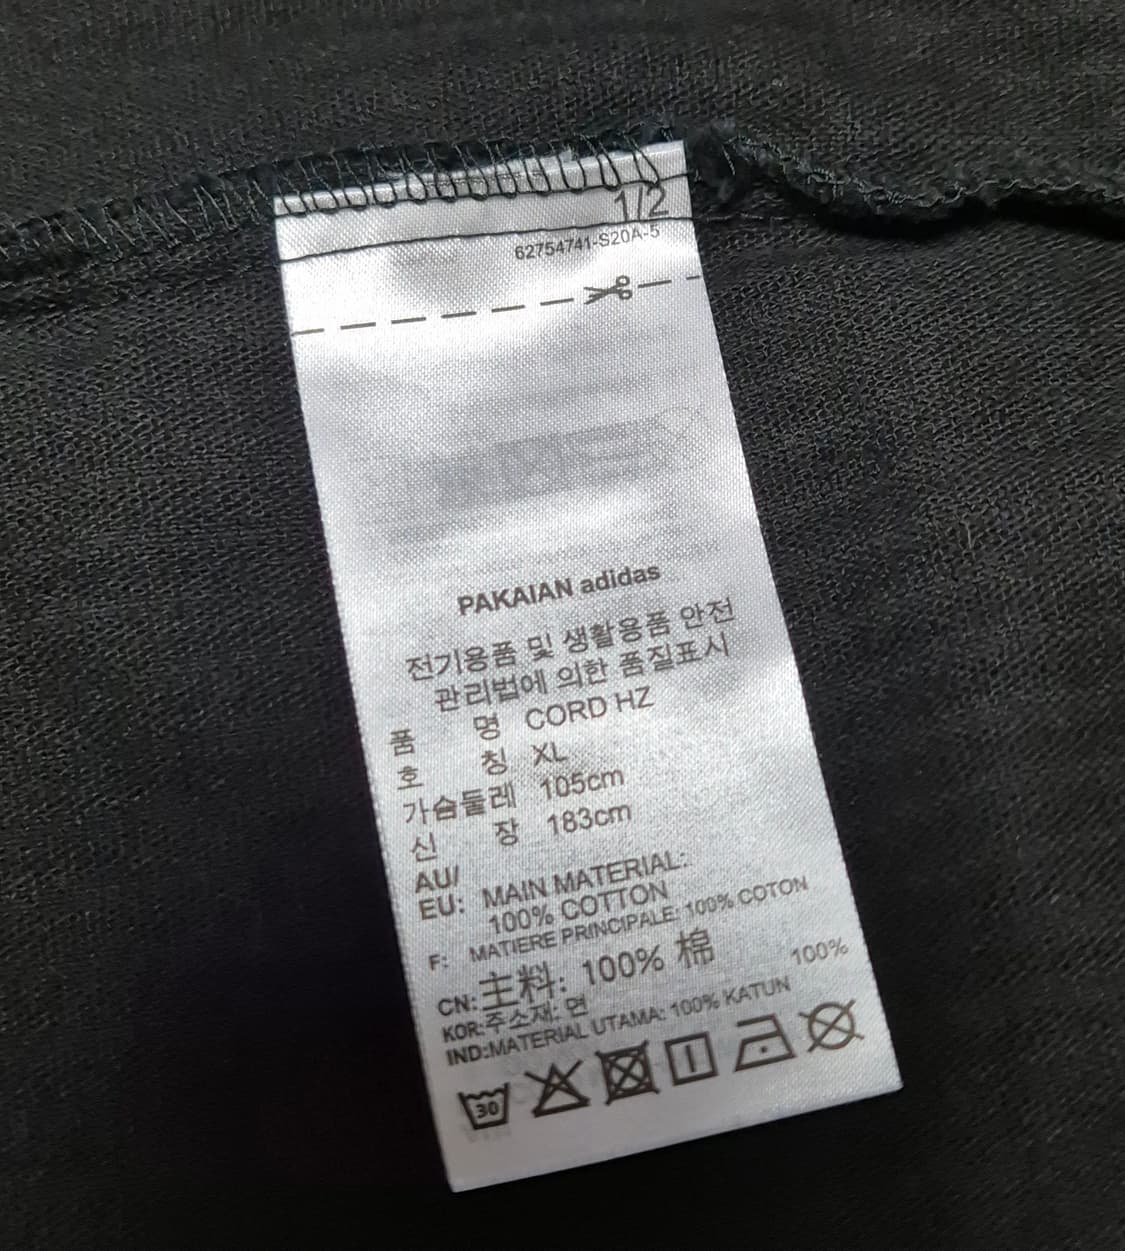 1/2
62754741-S20A-5
PAKAIAN adidas
전기용품 및 생활용품 안전
관리법에 의한 품질표시
품 명 CORD HZ
호 칭 XL
가슴둘레 105cm
신 장 183cm
AU/
EU: MAIN MATERIAL:
100% COTTON
F: MATIERE PRINCIPALE: 100% COTON
CN: 主料: 100% 棉
KOR:주소재: 면 100%
IND:MATERIAL UTAMA: 100% KATUN
30